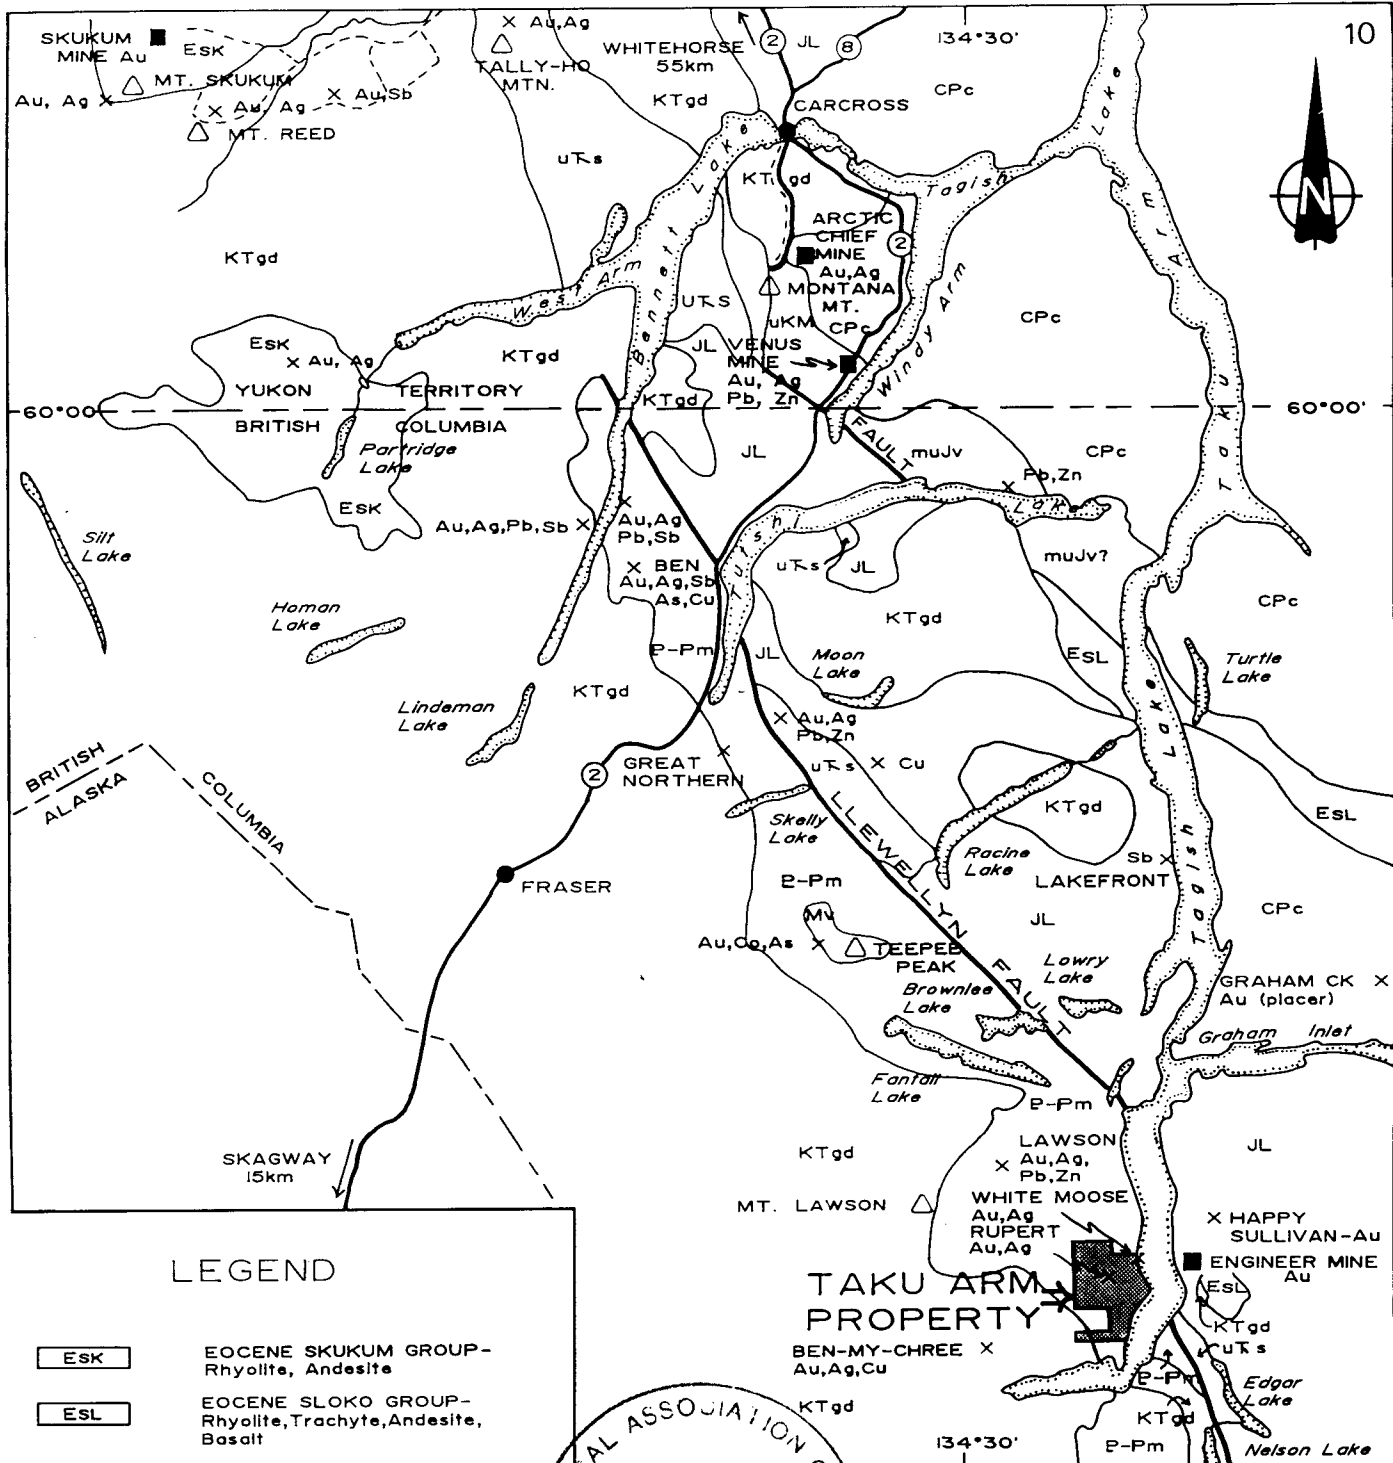 10
SKUKUM
MINE Au
ESK
MT. SKUKUM
Au, Ag
Au, Ag
Au,Sb
MT. REED
Au,Ag
TALLY-HO
MTN.
WHITEHORSE
55km
2
JL
8
134°30'
CPc
KTgd
CARCROSS
uTs
Bennett Lake
West Arm
KTgd
KTgd
Tagish Lake
N
ARCTIC
CHIEF
MINE
Au,Ag
2
MONTANA
MT.
Windy Arm
Taku Arm
UTS
uKM
CPc
CPc
JL
VENUS
MINE
Au, Ag
Pb, Zn
ESK
Au, Ag
KTgd
KTgd
YUKON TERRITORY
60°00'
60°00'
BRITISH COLUMBIA
Partridge
Lake
ESK
JL
FAULT
muJv
CPc
Pb,Zn
Silt
Lake
Au,Ag,Pb,Sb
Au,Ag
Pb,Sb
Tutshi Lake
BEN
Au,Ag,Sb
As,Cu
uTs
JL
muJv?
Homan
Lake
KTgd
CPc
P-Pm
JL
Moon
Lake
ESL
Turtle
Lake
KTgd
Lindeman
Lake
Au,Ag
Pb,Zn
BRITISH COLUMBIA
ALASKA
2
GREAT
NORTHERN
uTs
Cu
LLEWELLYN FAULT
KTgd
ESL
Skelly
Lake
Racine
Lake
Sb
LAKEFRONT
Tagish Lake
FRASER
P-Pm
Mv
JL
CPc
Au,Co,As
TEEPEE
PEAK
Lowry
Lake
Brownlee
Lake
GRAHAM CK
Au (placer)
Graham Inlet
Fantail
Lake
P-Pm
SKAGWAY
15km
KTgd
LAWSON
Au,Ag,
Pb,Zn
JL
MT. LAWSON
WHITE MOOSE
Au,Ag
RUPERT
Au,Ag
HAPPY
SULLIVAN-Au
ENGINEER MINE
Au
TAKU ARM
PROPERTY
ESL
KTgd
uTs
BEN-MY-CHREE
Au,Ag,Cu
P-Pm
Edgar
Lake
KTgd
KTgd
134°30'
P-Pm
Nelson Lake
LEGEND
ESK
EOCENE SKUKUM GROUP-
Rhyolite, Andesite
ESL
EOCENE SLOKO GROUP-
Rhyolite,Trachyte,Andesite,
Basalt
AL ASSOCIATION